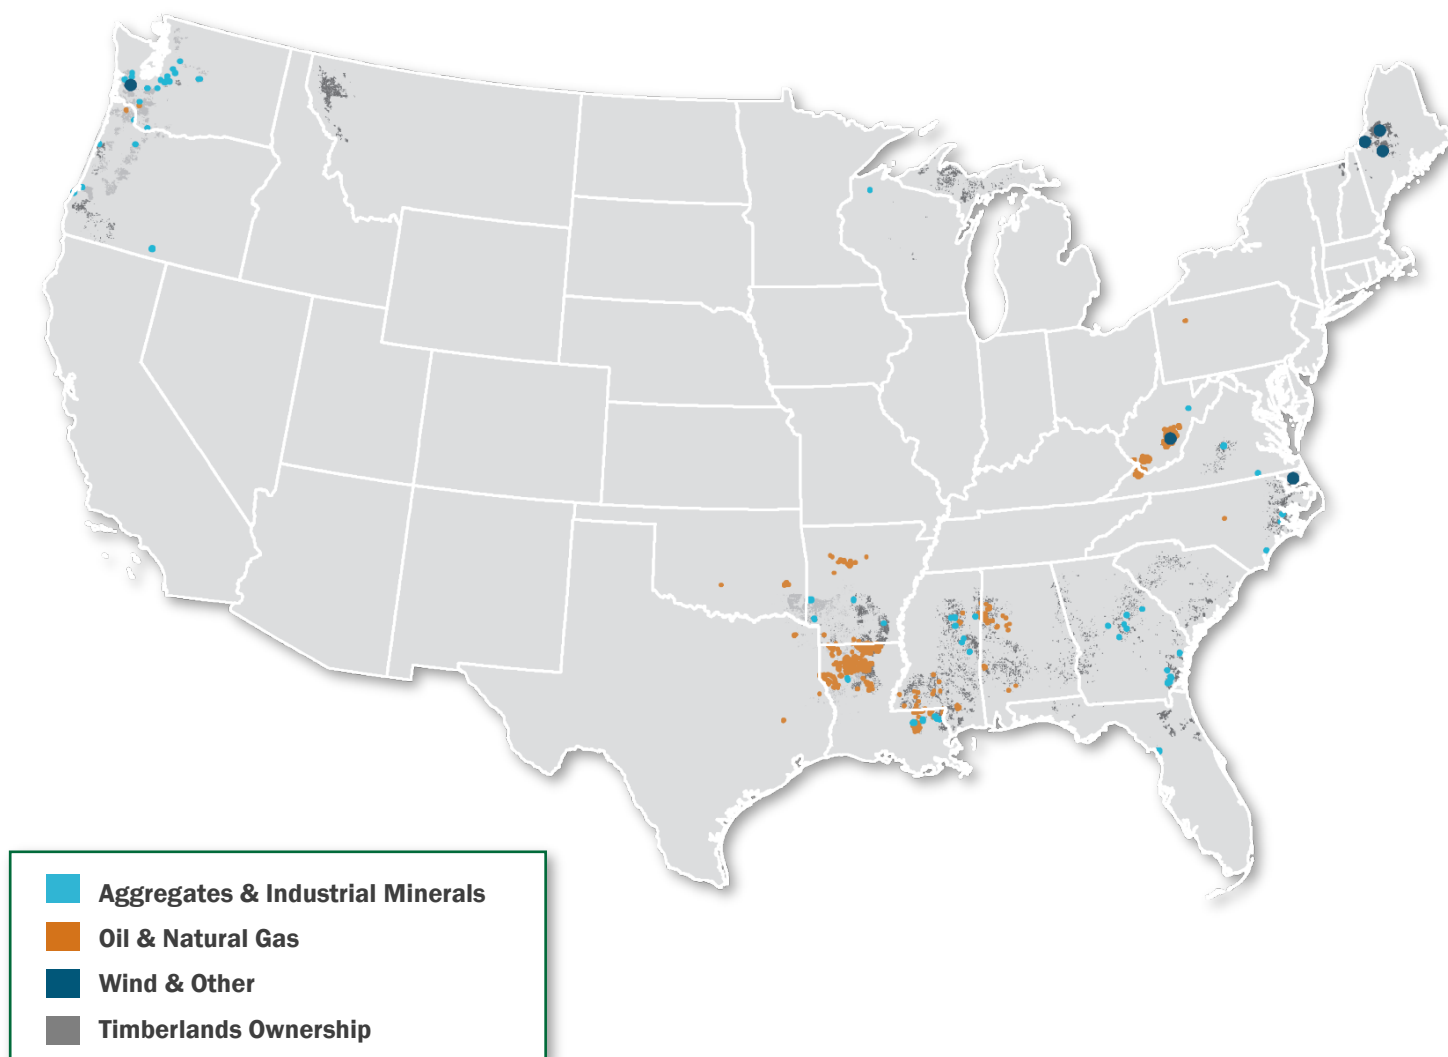 Aggregates & Industrial Minerals
Oil & Natural Gas
Wind & Other
Timberlands Ownership